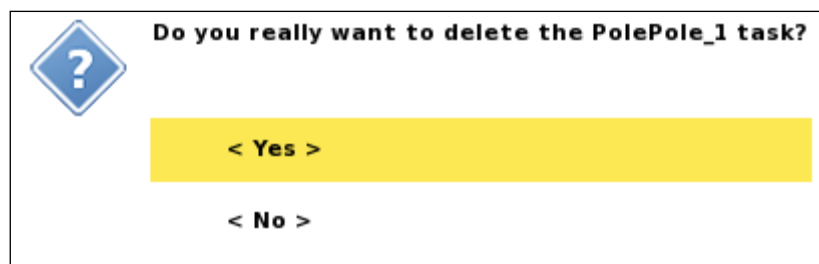 Do you really want to delete the PolePole_1 task?
?
< Yes >
< No >